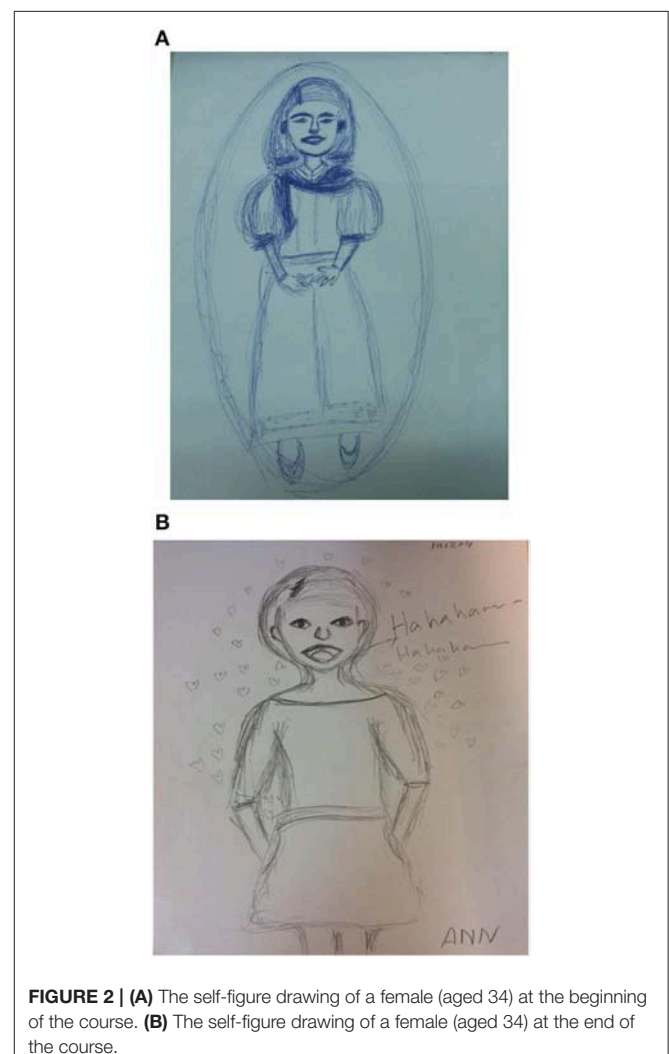 A
B
Hahaha
Hahaha
ANN
FIGURE 2 | (A) The self-figure drawing of a female (aged 34) at the beginning
of the course. (B) The self-figure drawing of a female (aged 34) at the end of
the course.